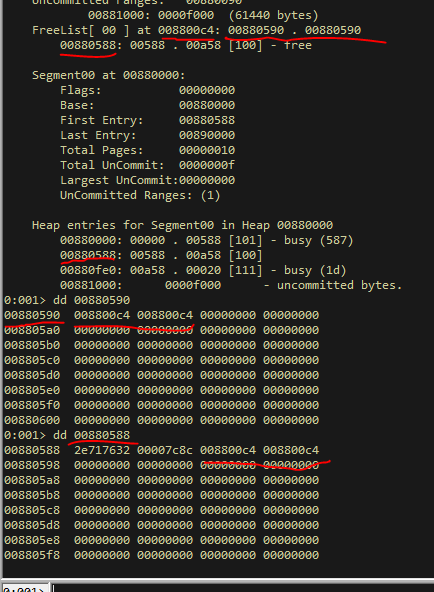 Uncommitted ranges: 00880090
00881000: 0000f000 (61440 bytes)
FreeList[ 00 ] at 008800c4: 00880590 . 00880590
00880588: 00588 . 00a58 [100] - free
Segment00 at 00880000:
Flags: 00000000
Base: 00880000
First Entry: 00880588
Last Entry: 00890000
Total Pages: 00000010
Total UnCommit: 0000000f
Largest UnCommit:00000000
UnCommitted Ranges: (1)
Heap entries for Segment00 in Heap 00880000
00880000: 00000 . 00588 [101] - busy (587)
00880588: 00588 . 00a58 [100]
00880fe0: 00a58 . 00020 [111] - busy (1d)
00881000: 0000f000 - uncommitted bytes.
0:001> dd 00880590
00880590 008800c4 008800c4 00000000 00000000
008805a0 00000000 00000000 00000000 00000000
008805b0 00000000 00000000 00000000 00000000
008805c0 00000000 00000000 00000000 00000000
008805d0 00000000 00000000 00000000 00000000
008805e0 00000000 00000000 00000000 00000000
008805f0 00000000 00000000 00000000 00000000
00880600 00000000 00000000 00000000 00000000
0:001> dd 00880588
00880588 2e717632 00007c8c 008800c4 008800c4
00880598 00000000 00000000 00000000 00000000
008805a8 00000000 00000000 00000000 00000000
008805b8 00000000 00000000 00000000 00000000
008805c8 00000000 00000000 00000000 00000000
008805d8 00000000 00000000 00000000 00000000
008805e8 00000000 00000000 00000000 00000000
008805f8 00000000 00000000 00000000 00000000
0:001>